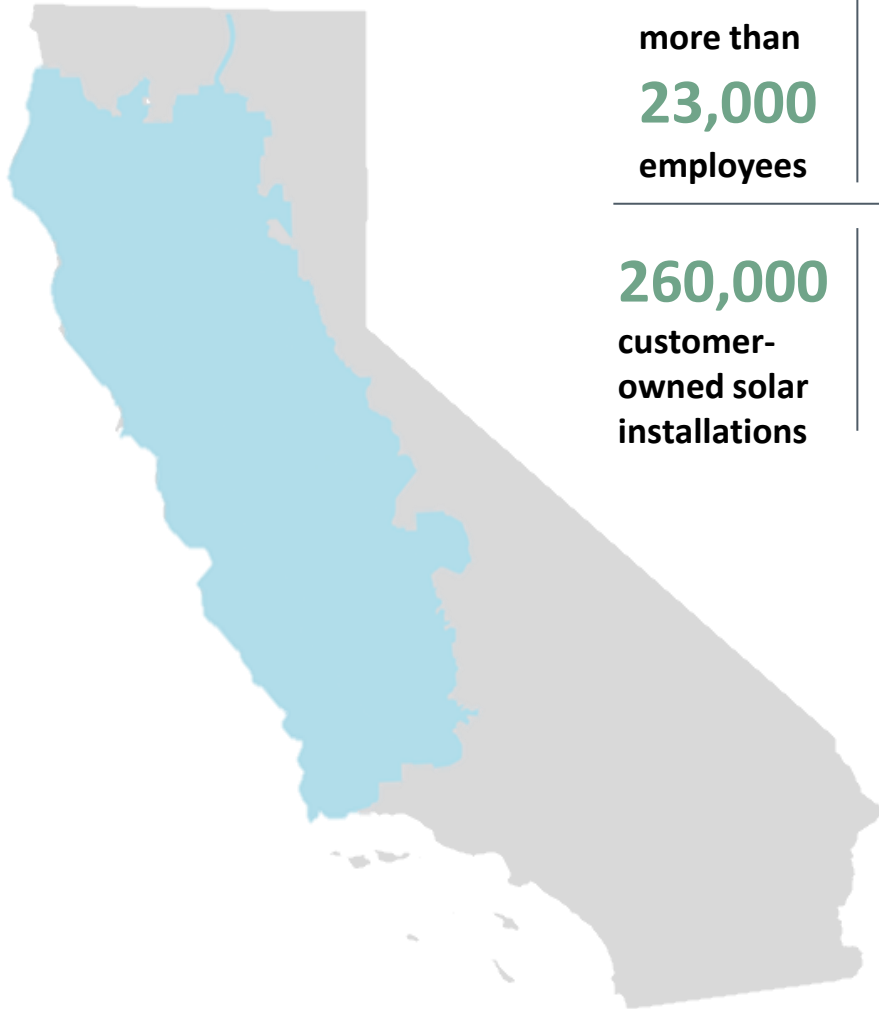 more than
23,000
employees
260,000
customer-
owned solar
installations